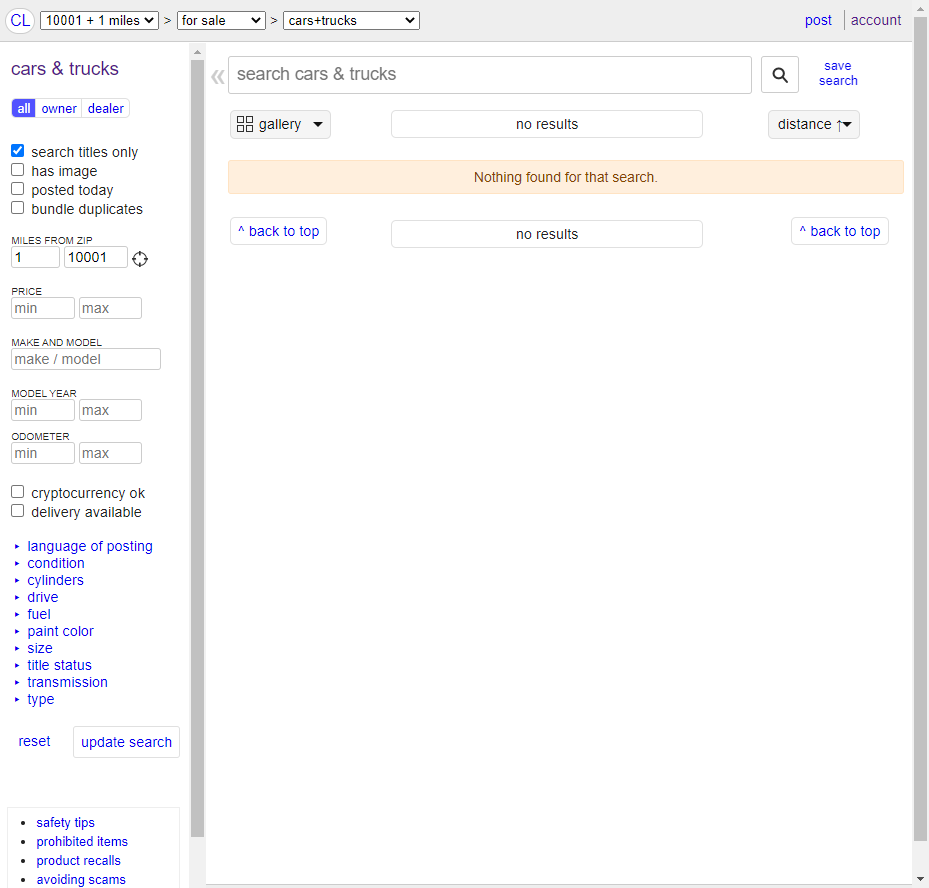 CL 10001 + 1 miles > for sale > cars+trucks post account
cars & trucks
all owner dealer
search titles only
has image
posted today
bundle duplicates
MILES FROM ZIP
1 10001
PRICE
min max
MAKE AND MODEL
make / model
MODEL YEAR
min max
ODOMETER
min max
cryptocurrency ok
delivery available
language of posting
condition
cylinders
drive
fuel
paint color
size
title status
transmission
type
reset update search
safety tips
prohibited items
product recalls
avoiding scams
« search cars & trucks
save
search
gallery no results distance ↑
Nothing found for that search.
^ back to top no results ^ back to top